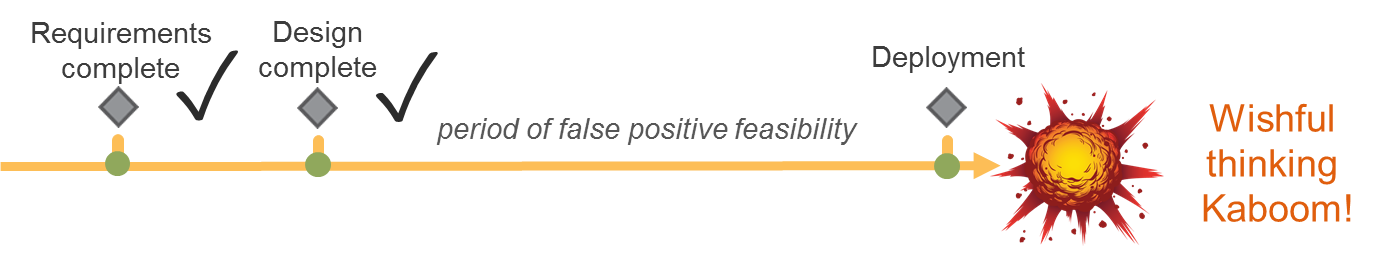 Requirements
complete
Design
complete
Deployment
period of false positive feasibility
Wishful
thinking
Kaboom!